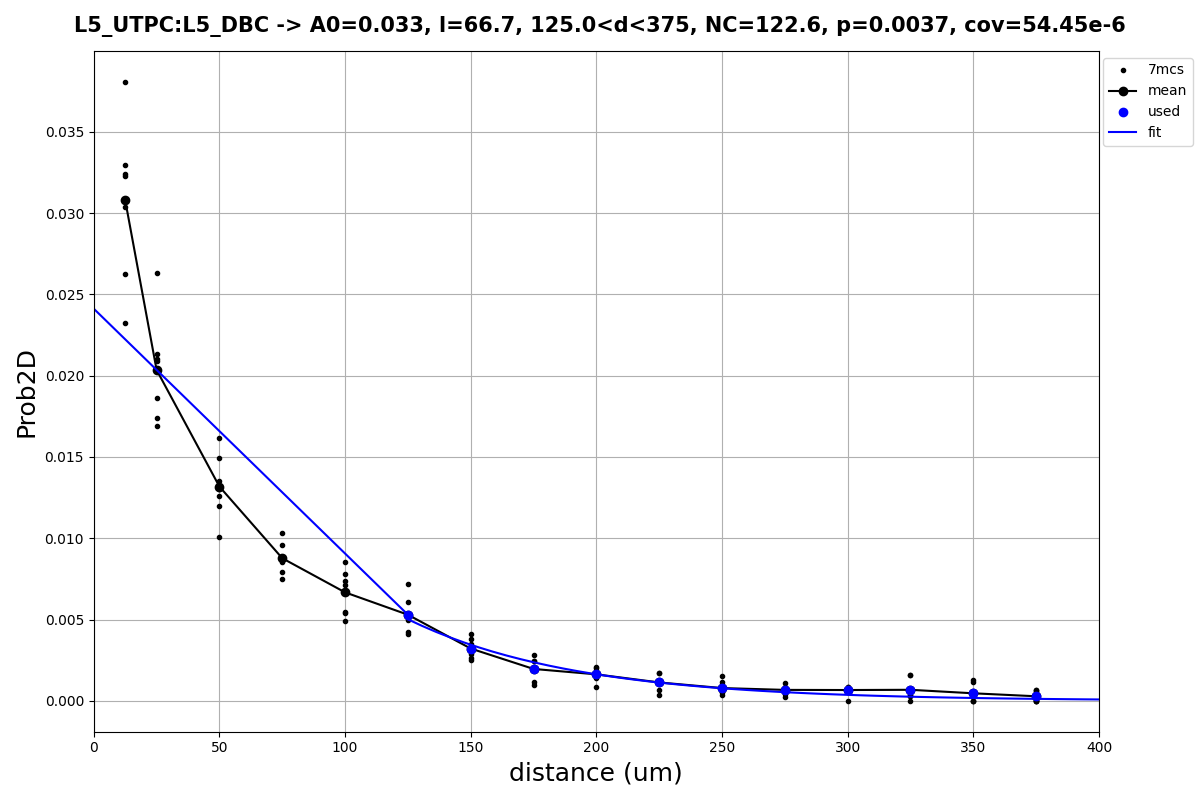 L5_UTPC:L5_DBC -> A0=0.033, l=66.7, 125.0<d<375, NC=122.6, p=0.0037, cov=54.45e-6
7mcs
mean
used
fit
0.035
0.030
0.025
0.020
0.015
0.010
0.005
0.000
Prob2D
0 50 100 150 200 250 300 350 400
distance (um)